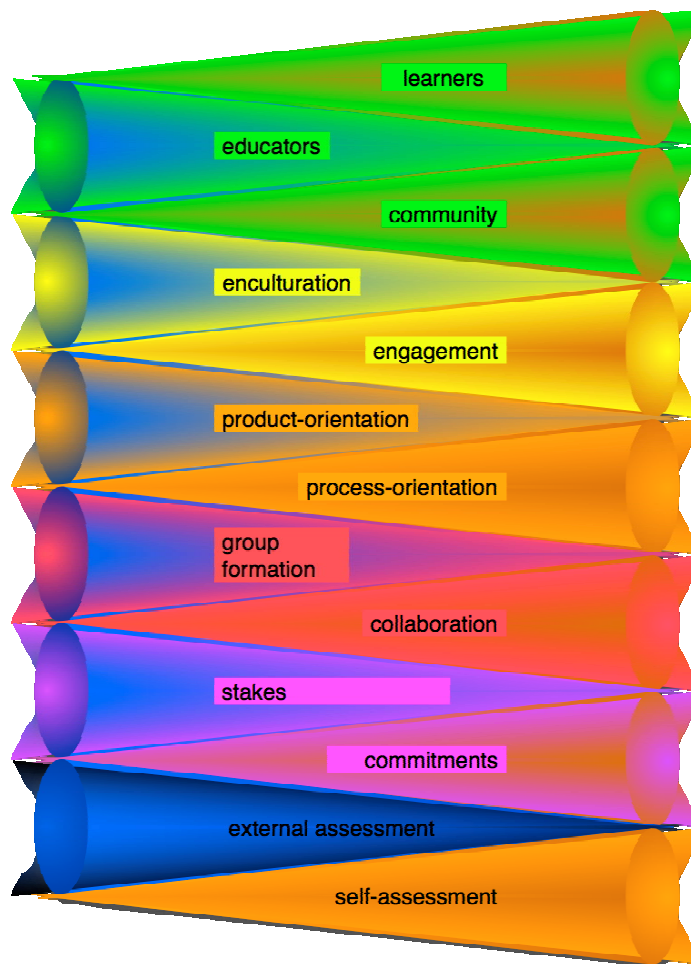 learners
educators
community
enculturation
engagement
product-orientation
process-orientation
group
formation
collaboration
stakes
commitments
external assessment
self-assessment